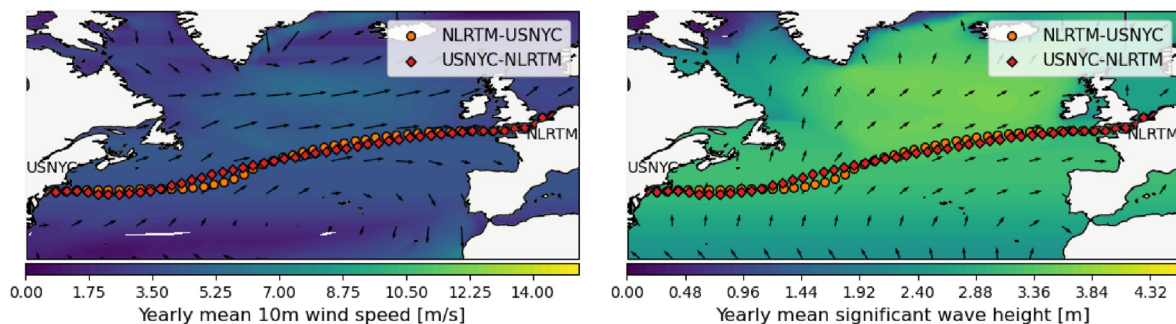 NLRTM-USNYC
USNYC-NLRTM
NLRTM
USNYC
0.00 1.75 3.50 5.25 7.00 8.75 10.50 12.25 14.00
Yearly mean 10m wind speed [m/s]
NLRTM-USNYC
USNYC-NLRTM
NLRTM
USNYC
0.00 0.48 0.96 1.44 1.92 2.40 2.88 3.36 3.84 4.32
Yearly mean significant wave height [m]